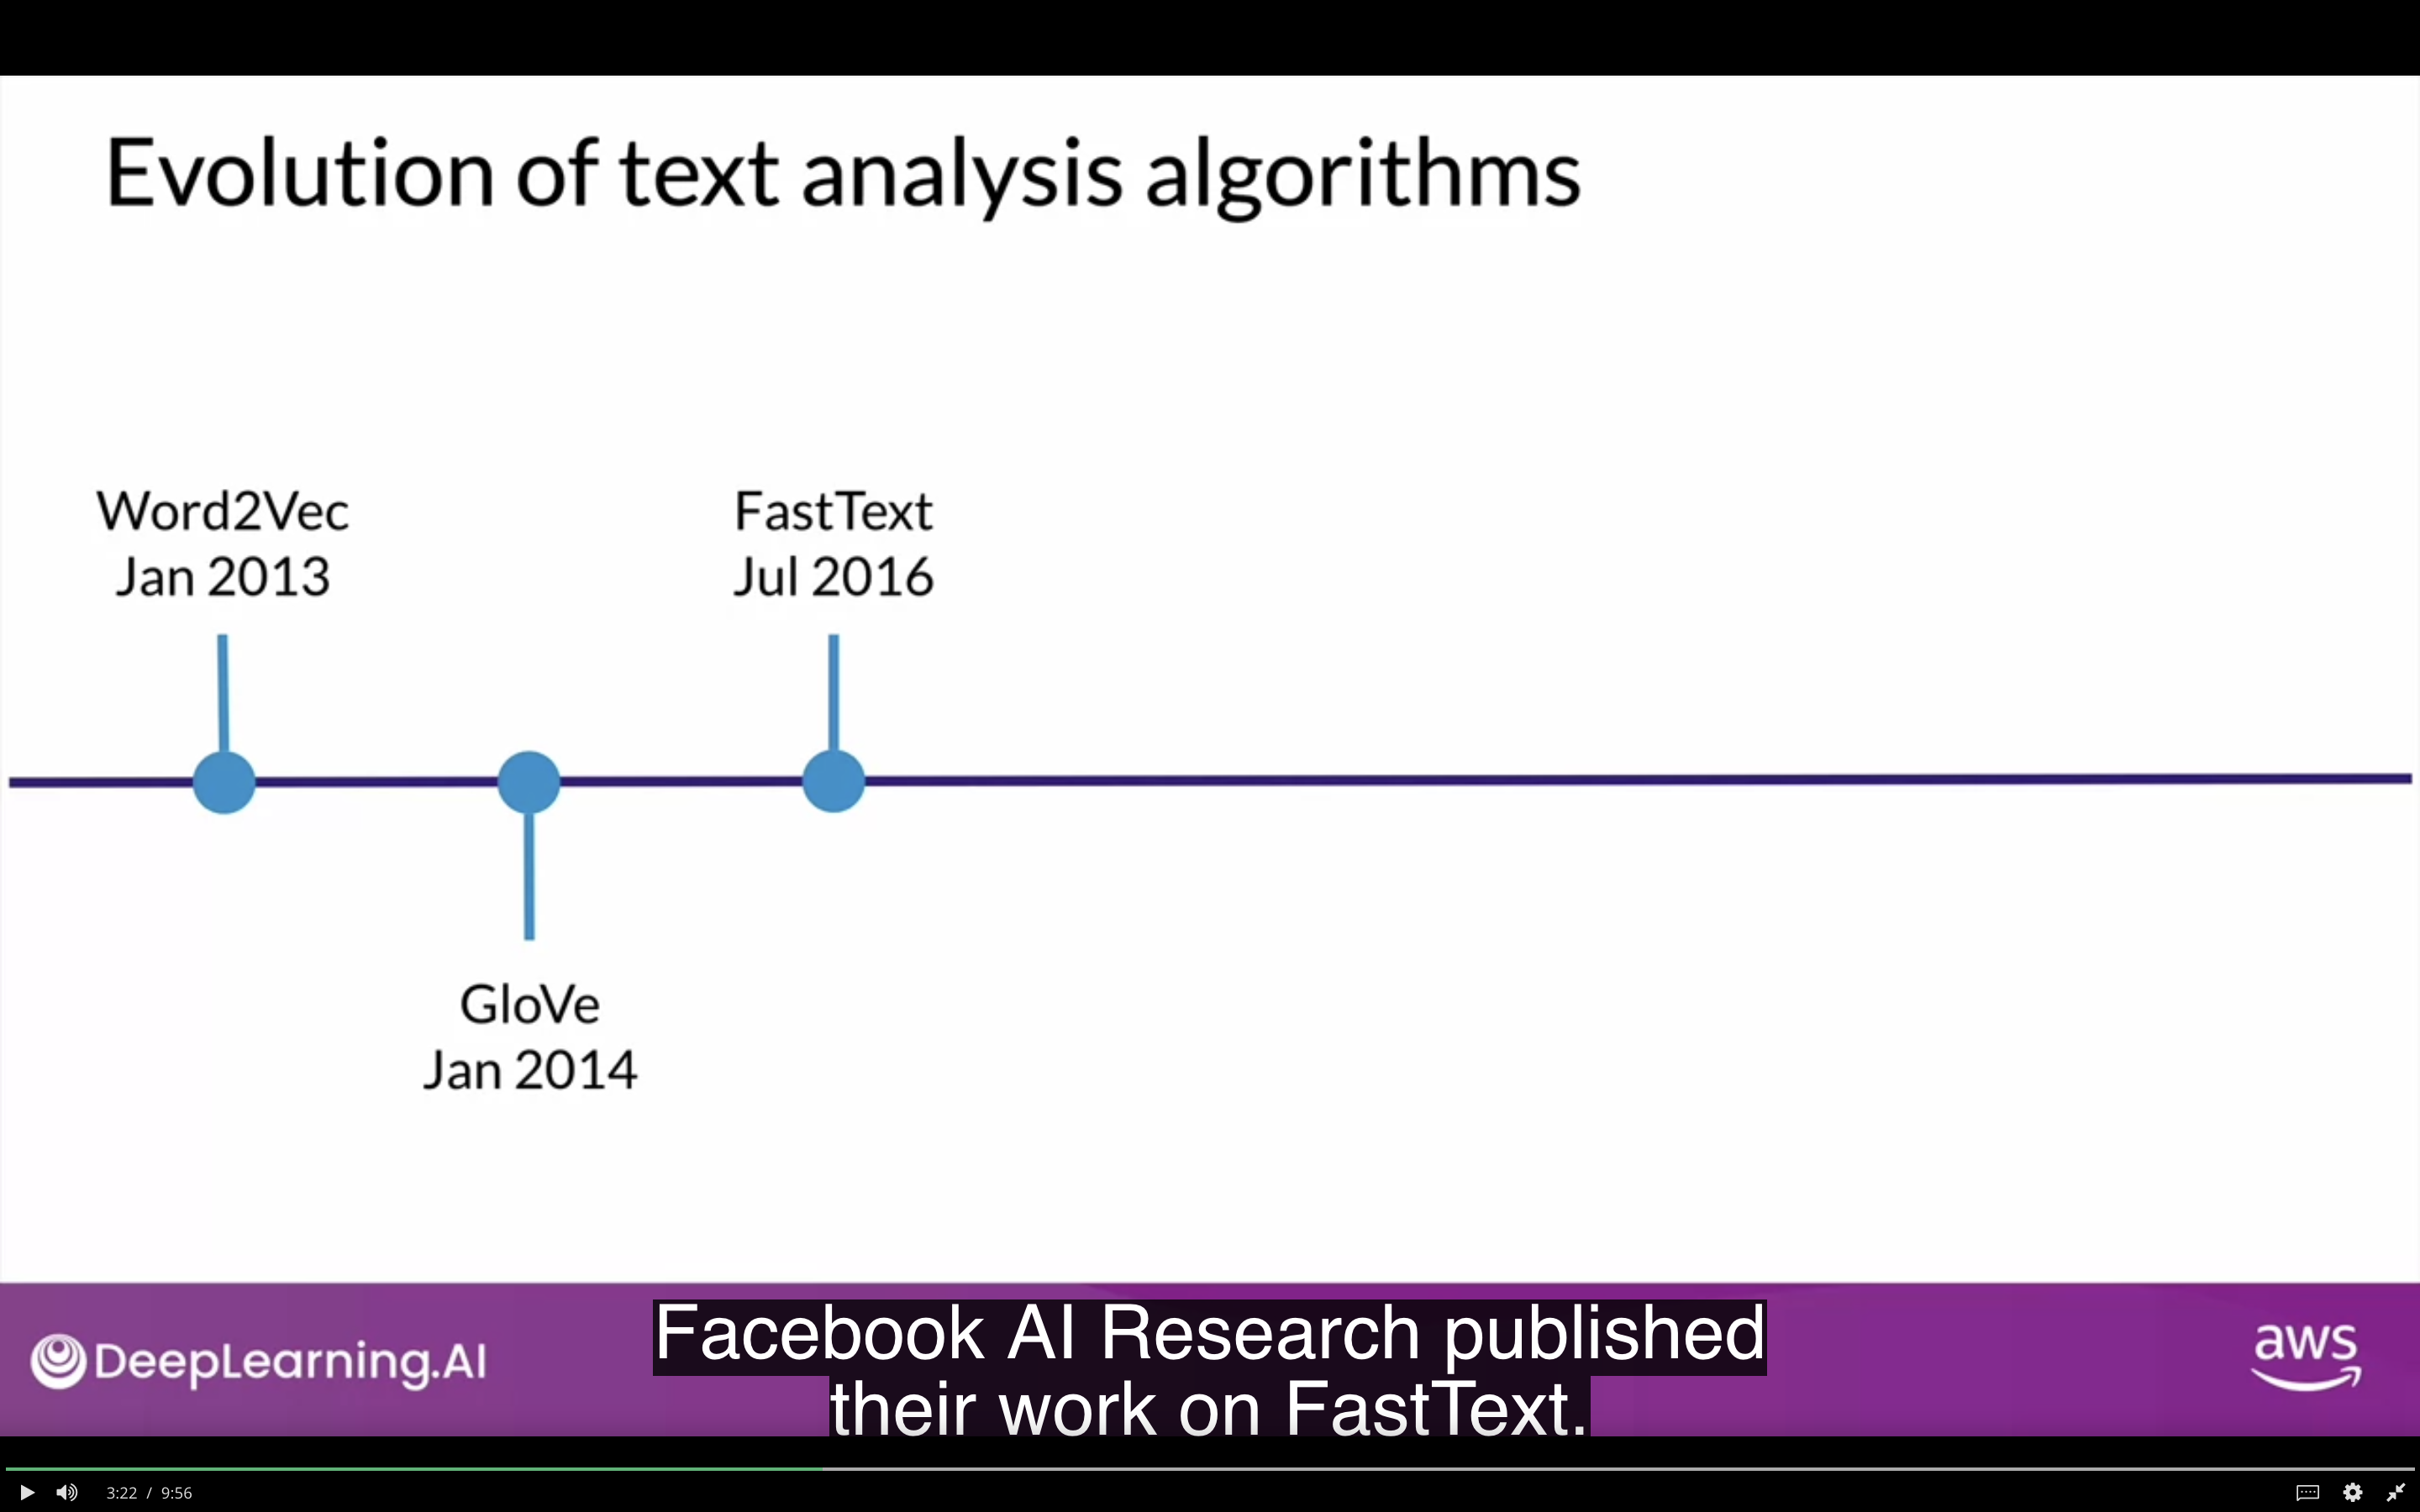 Evolution of text analysis algorithms
Word2Vec
Jan 2013
FastText
Jul 2016
GloVe
Jan 2014
DeepLearning.AI
Facebook AI Research published
their work on FastText.
aws
3:22 / 9:56